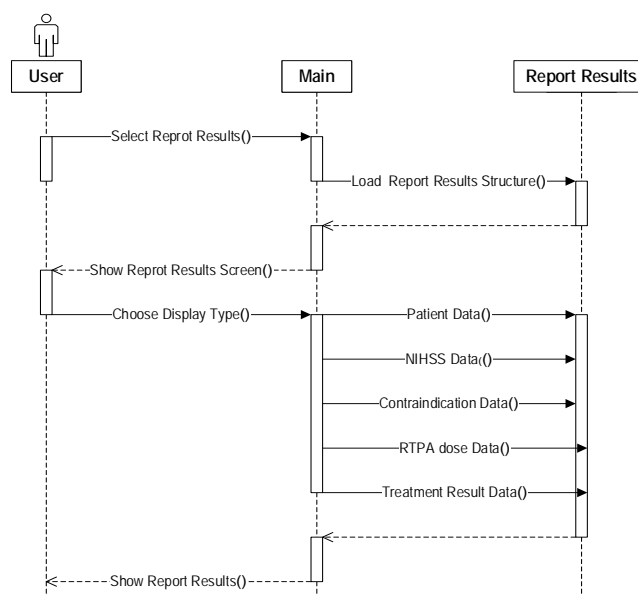 User
Main
Report Results
Select Reprot Results()
Load Report Results Structure()
Show Reprot Results Screen()
Choose Display Type()
Patient Data()
NIHSS Data()
Contraindication Data()
RTPA dose Data()
Treatment Result Data()
Show Report Results()